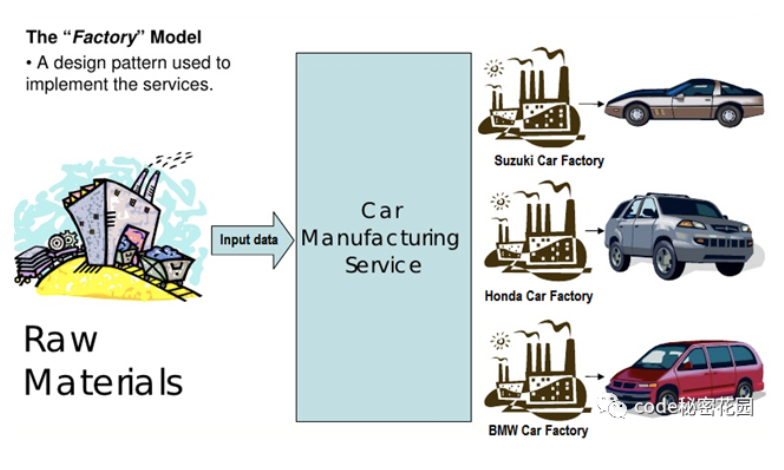 The “Factory” Model
• A design pattern used to
implement the services.
Raw
Materials
Input data
Car
Manufacturing
Service
Suzuki Car Factory
Honda Car Factory
BMW Car Factory
code秘密花园